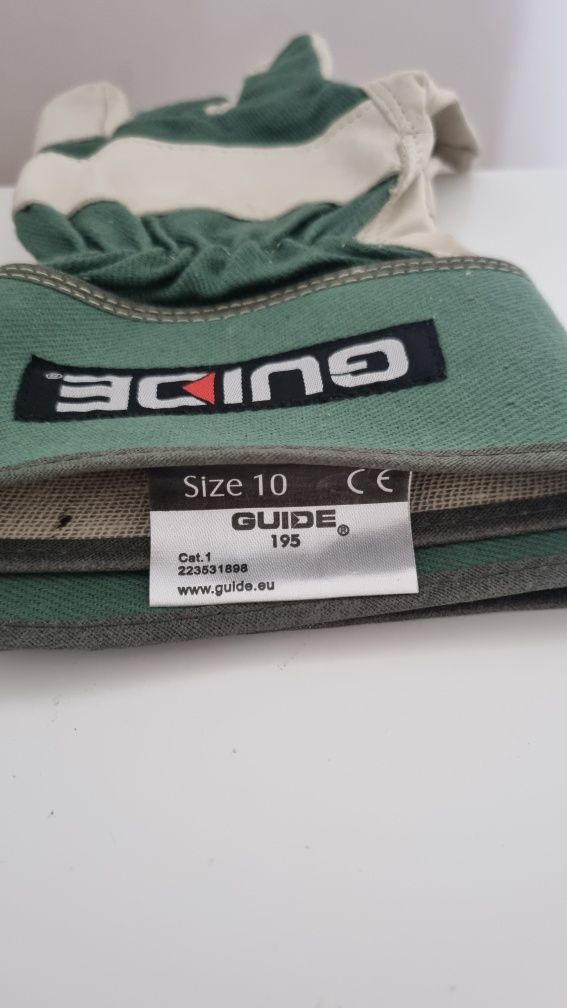 GUIDE®
Size 10 CE
GUIDE®
195
Cat.1
223531898
www.guide.eu